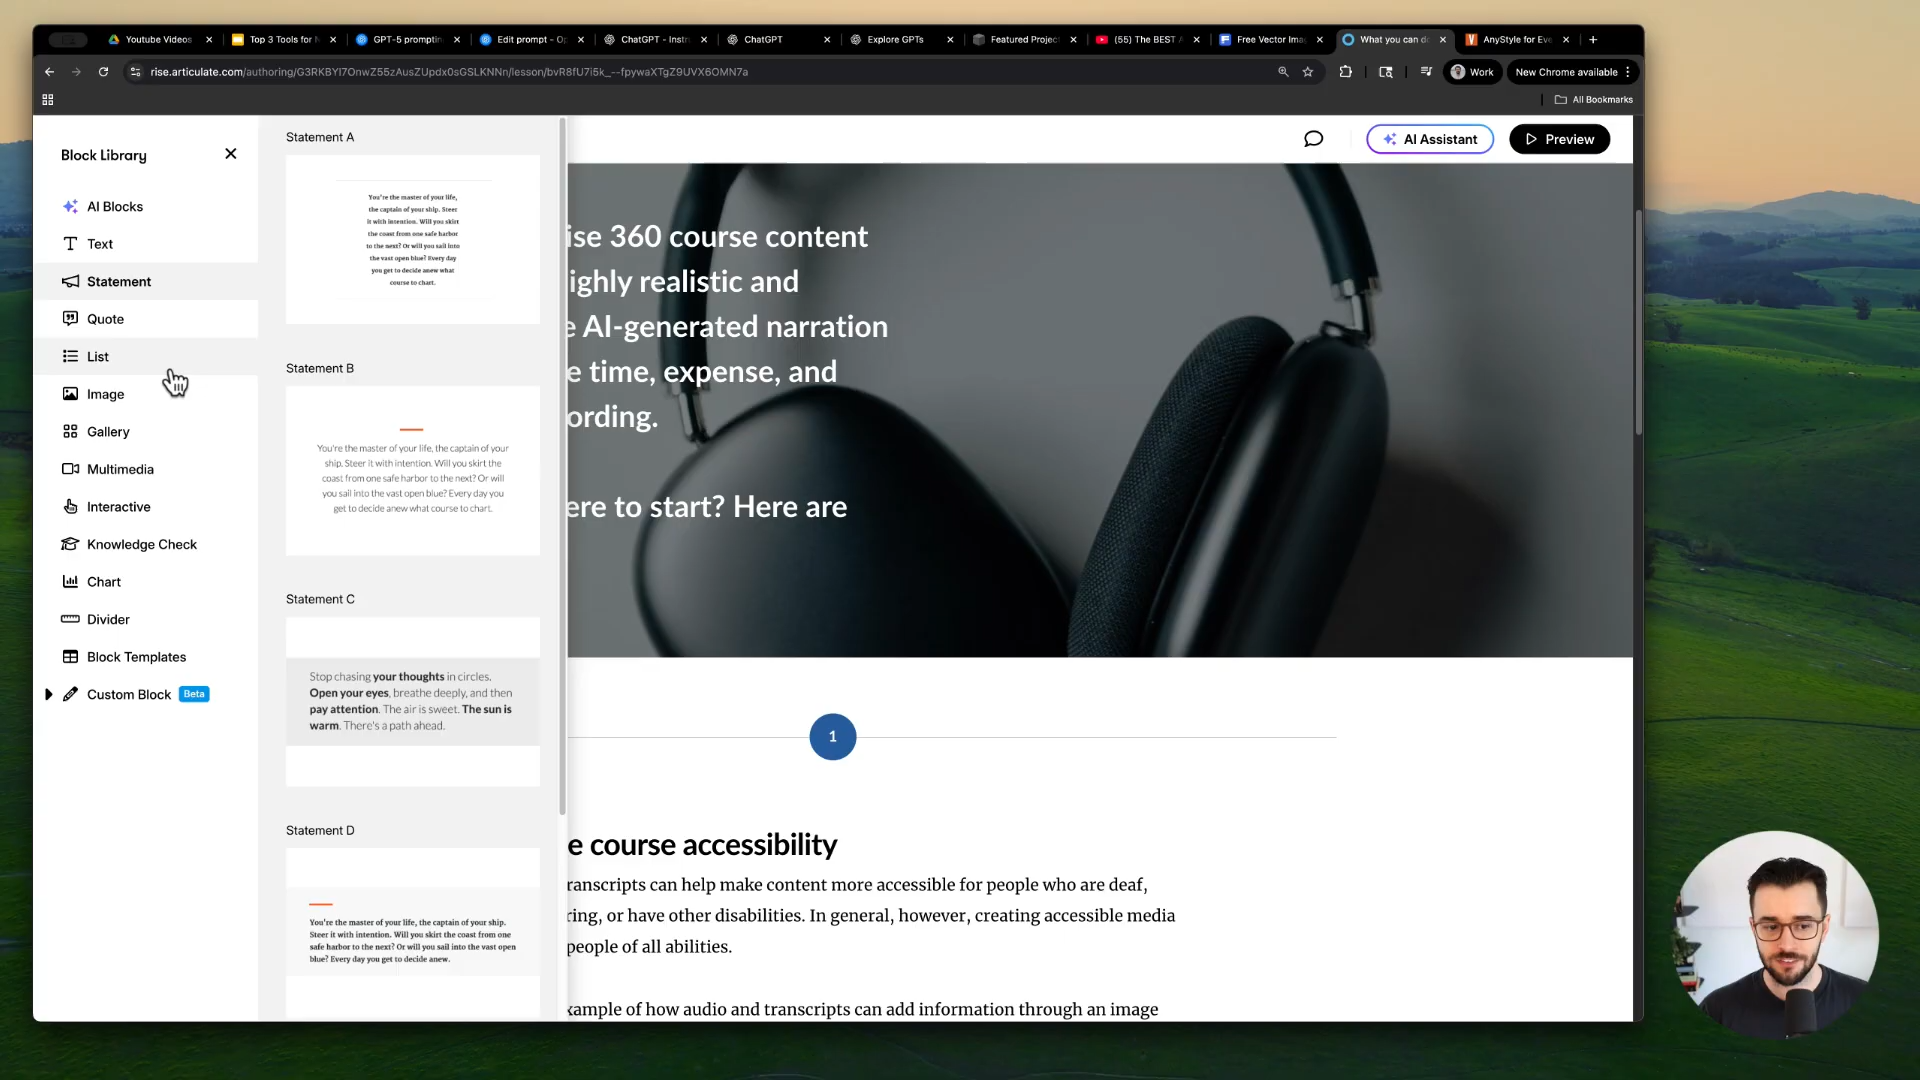 Youtube Videos
Top 3 Tools for
GPT-5 promptin
Edit prompt - Op
ChatGPT - Instr
ChatGPT
Explore GPTs
Featured Projec
(55) The BEST
Free Vector Ima
What you can d
AnyStyle for Eve
rise.articulate.com/authoring/G3RKBYI7OnwZ55zAusZUpdx0sGSLKNNn/lesson/bvR8fU7i5k_--fpywaXTgZ9UVX6OMN7a
Work
New Chrome available
All Bookmarks
Block Library
AI Blocks
Text
Statement
Quote
List
Image
Gallery
Multimedia
Interactive
Knowledge Check
Chart
Divider
Block Templates
Custom Block Beta
Statement A
You're the master of your life,
the captain of your ship. Steer
it with intention. Will you skirt
the coast from one safe harbor
to the next? Or will you sail into
the vast open blue? Every day
you get to decide anew what
course to chart.
Statement B
You're the master of your life, the captain of your
ship. Steer it with intention. Will you skirt the
coast from one safe harbor to the next? Or will
you sail into the vast open blue? Every day you
get to decide anew what course to chart.
Statement C
Stop chasing your thoughts in circles.
Open your eyes, breathe deeply, and then
pay attention. The air is sweet. The sun is
warm. There's a path ahead.
Statement D
You're the master of your life, the captain of your ship.
Steer it with intention. Will you skirt the coast from one
safe harbor to the next? Or will you sail into the vast open
blue? Every day you get to decide anew.
AI Assistant
Preview
ise 360 course content
ighly realistic and
e AI-generated narration
e time, expense, and
ording.
ere to start? Here are
1
e course accessibility
ranscripts can help make content more accessible for people who are deaf,
ring, or have other disabilities. In general, however, creating accessible media
people of all abilities.
xample of how audio and transcripts can add information through an image